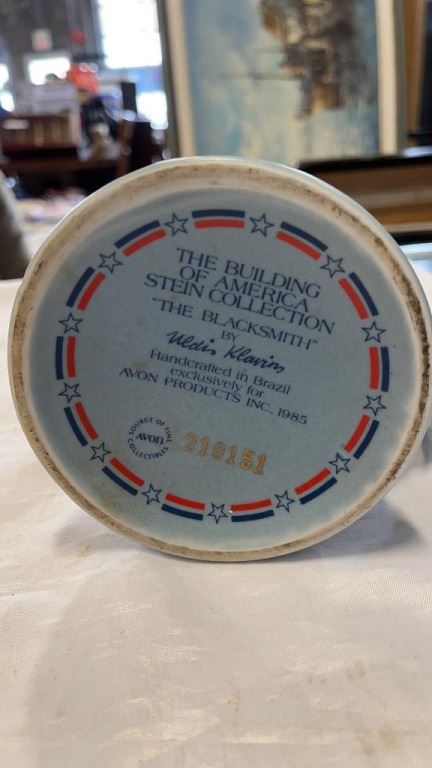 THE BUILDING
OF AMERICA
STEIN COLLECTION
"THE BLACKSMITH"
BY
Uldis Klavins
Handcrafted in Brazil
exclusively for
AVON PRODUCTS INC. 1985
SOURCE OF FINE
AVON
COLLECTIBLES
210151